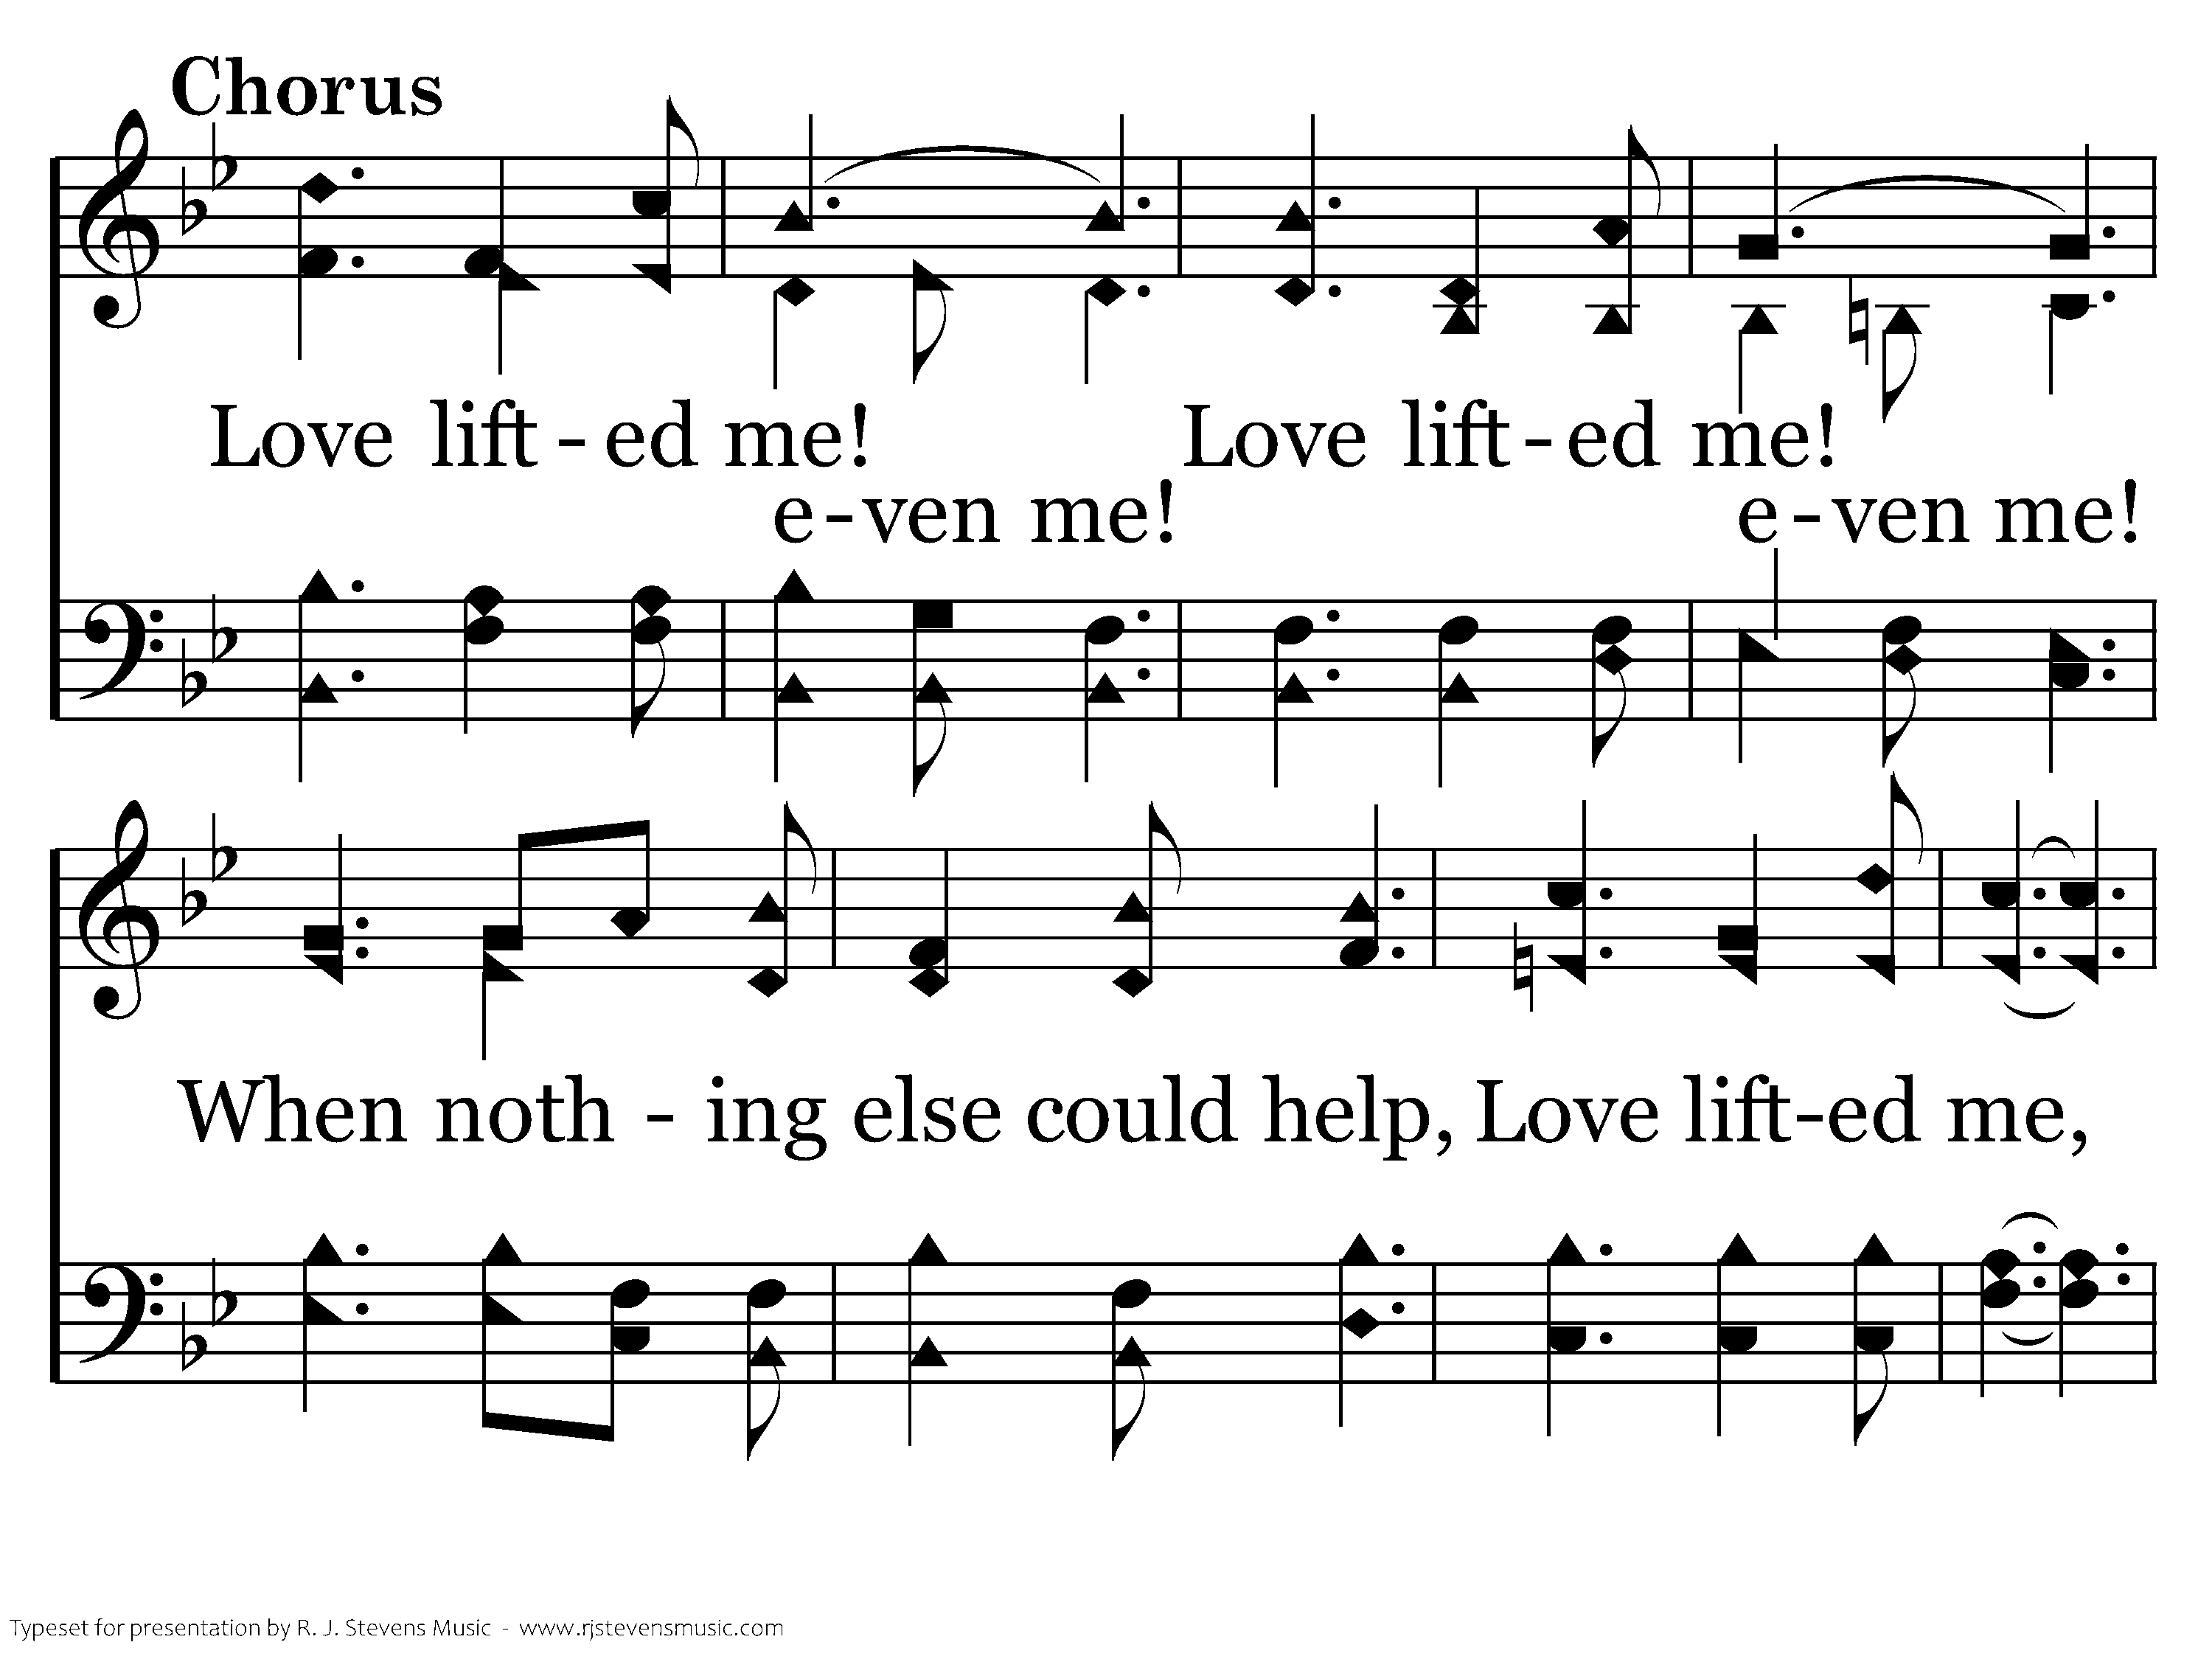 Chorus
Love lift - ed me! Love lift - ed me!
e - ven me! e - ven me!
When noth - ing else could help, Love lift-ed me,
Typeset for presentation by R. J. Stevens Music - www.rjstevensmusic.com